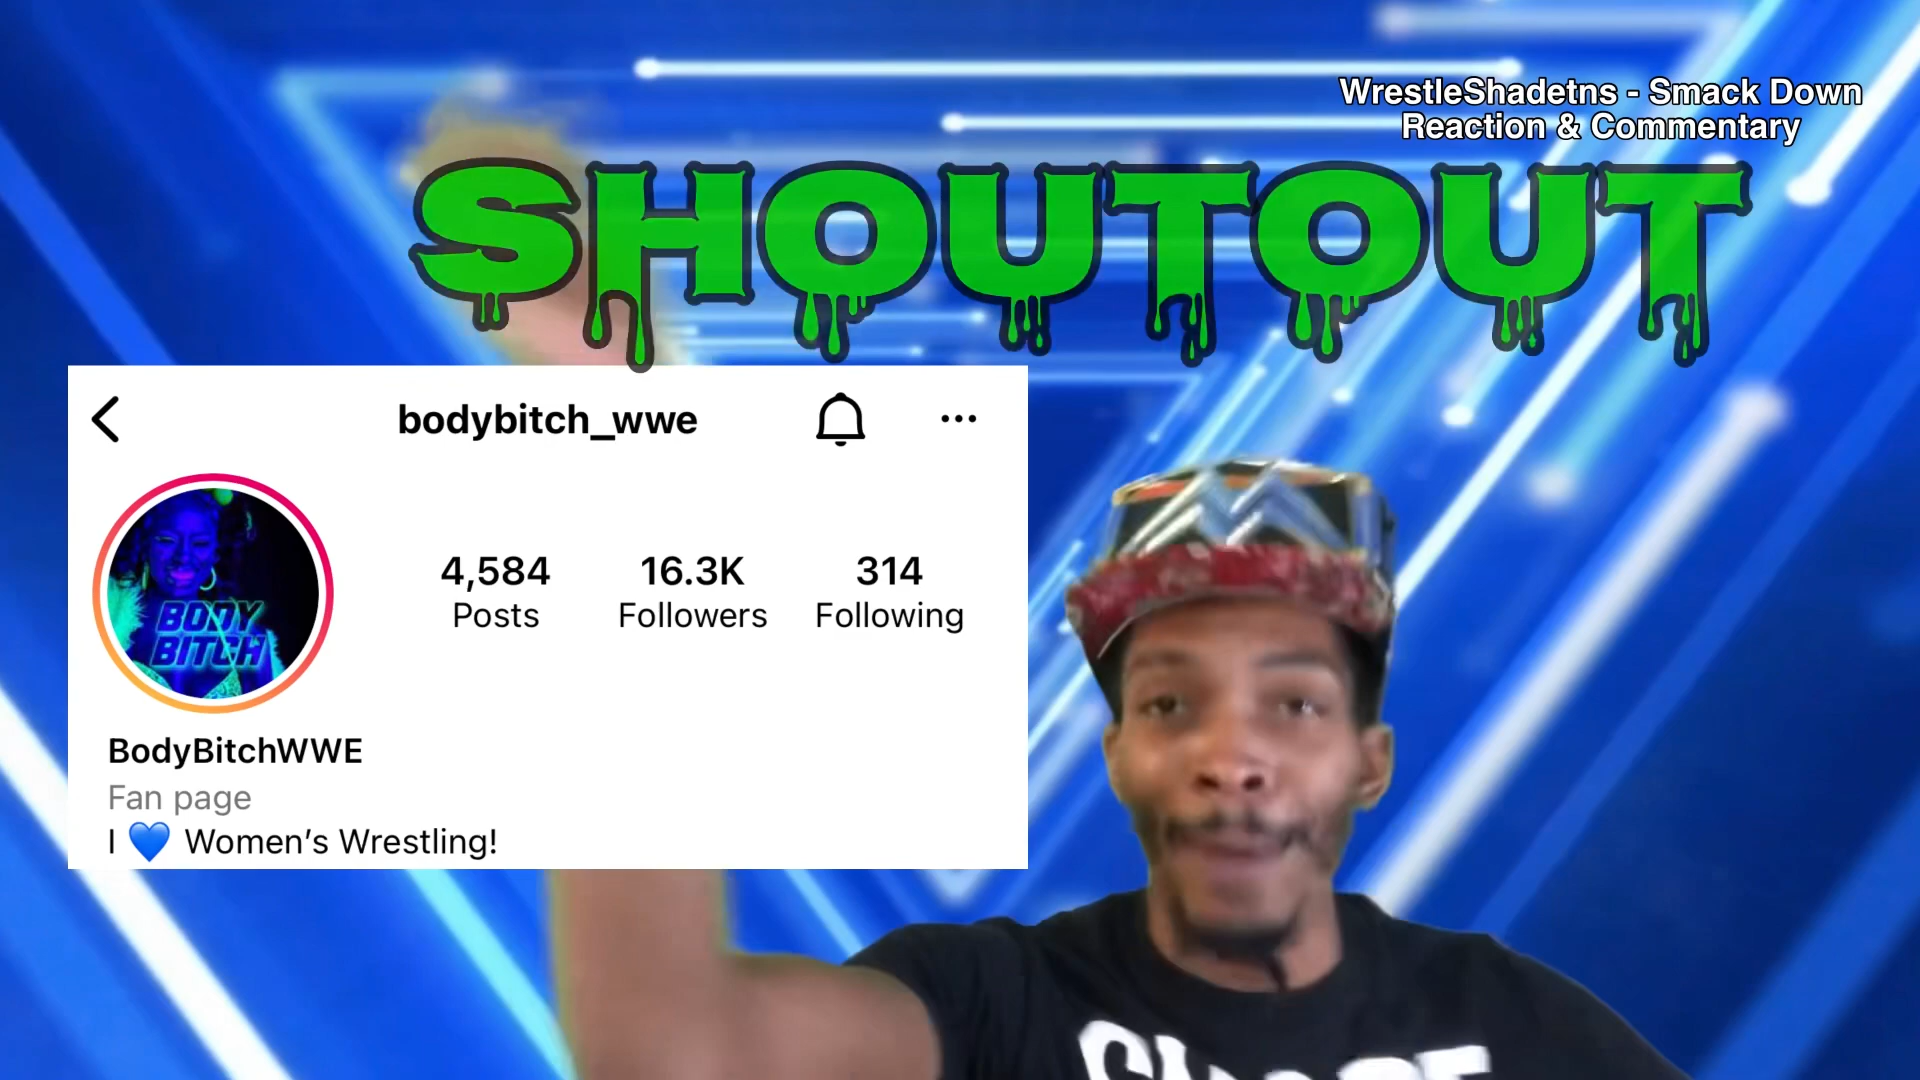 WrestleShadetns - Smack Down
Reaction & Commentary
SHOUTOUT
bodybitch_wwe
BODY
BITCH
4,584
Posts
16.3K
Followers
314
Following
BodyBitchWWE
Fan page
I 💙 Women’s Wrestling!